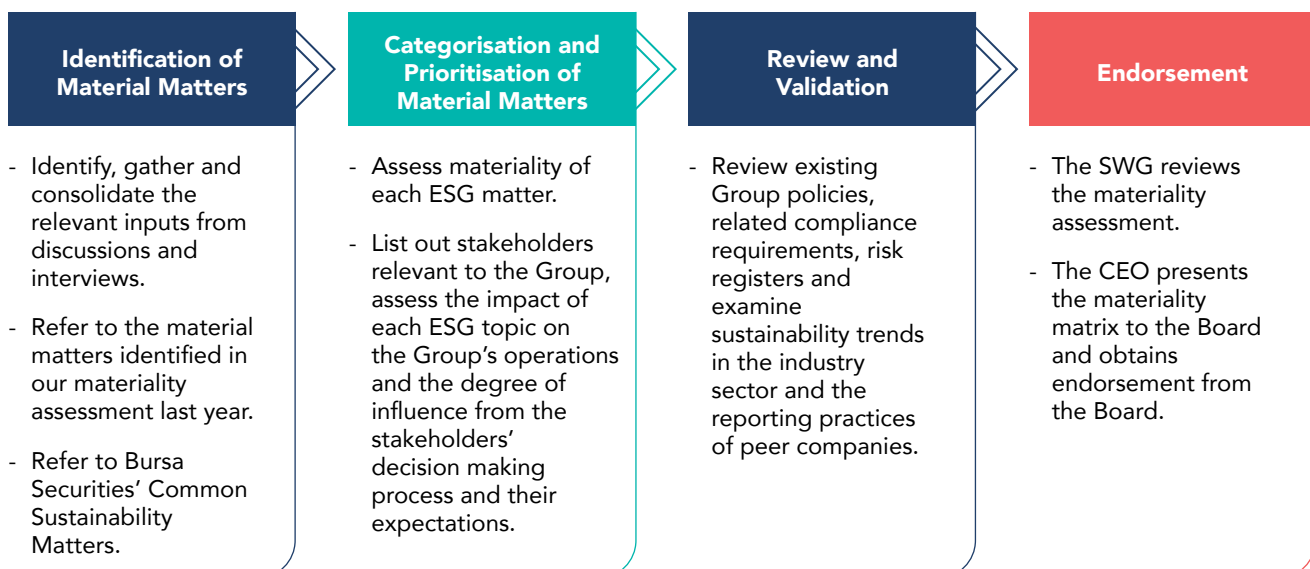 Identification of
Material Matters
- Identify, gather and
consolidate the
relevant inputs from
discussions and
interviews.
- Refer to the material
matters identified in
our materiality
assessment last year.
- Refer to Bursa
Securities’ Common
Sustainability
Matters.
Categorisation and
Prioritisation of
Material Matters
- Assess materiality of
each ESG matter.
- List out stakeholders
relevant to the Group,
assess the impact of
each ESG topic on
the Group’s operations
and the degree of
influence from the
stakeholders’
decision making
process and their
expectations.
Review and
Validation
- Review existing
Group policies,
related compliance
requirements, risk
registers and
examine
sustainability trends
in the industry
sector and the
reporting practices
of peer companies.
Endorsement
- The SWG reviews
the materiality
assessment.
- The CEO presents
the materiality
matrix to the Board
and obtains
endorsement from
the Board.